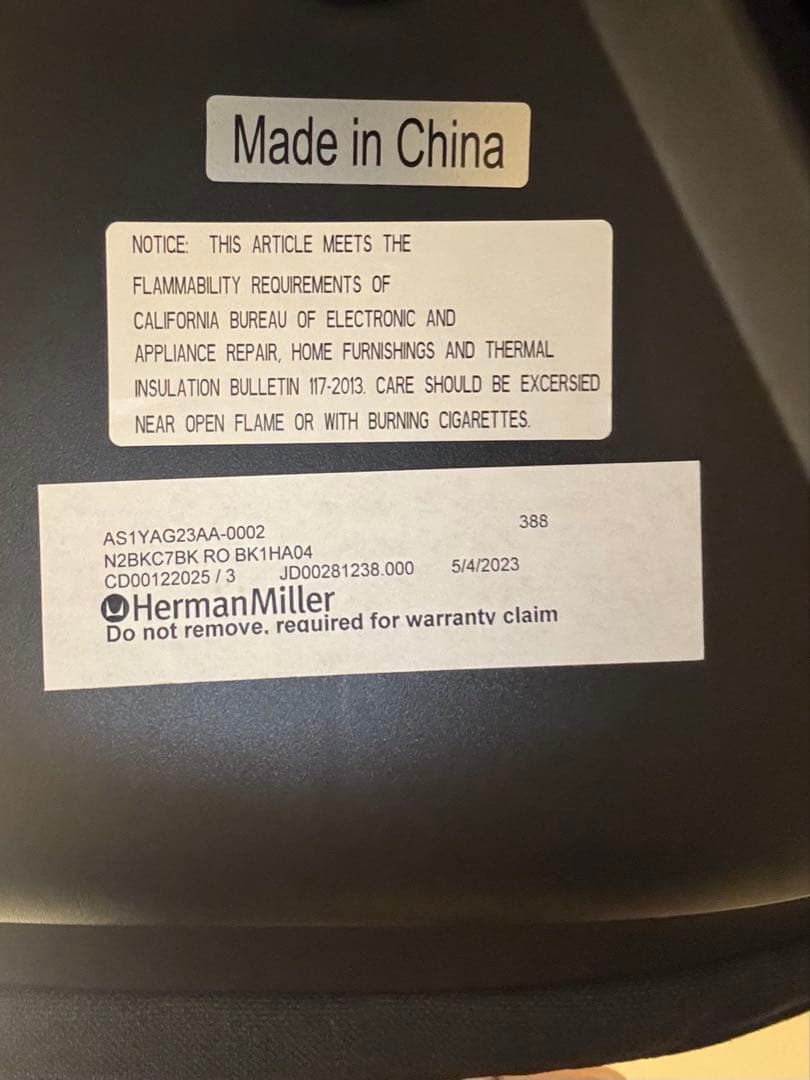 Made in China
NOTICE: THIS ARTICLE MEETS THE
FLAMMABILITY REQUIREMENTS OF
CALIFORNIA BUREAU OF ELECTRONIC AND
APPLIANCE REPAIR, HOME FURNISHINGS AND THERMAL
INSULATION BULLETIN 117-2013. CARE SHOULD BE EXCERSIED
NEAR OPEN FLAME OR WITH BURNING CIGARETTES.
AS1YAG23AA-0002 388
N2BKC7BK RO BK1HA04
CD00122025 / 3 JD00281238.000 5/4/2023
HermanMiller
Do not remove, required for warranty claim